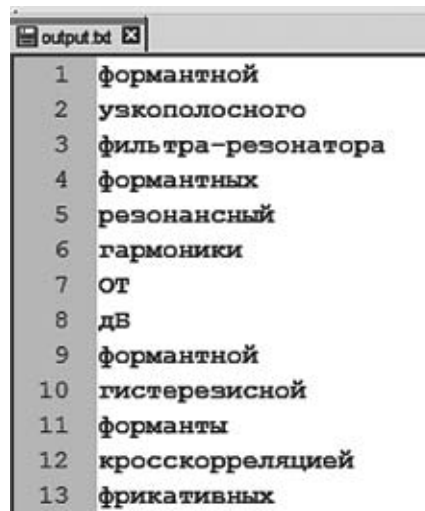 output.txt
1 формантной
2 узкополосного
3 фильтра-резонатора
4 формантных
5 резонансный
6 гармоники
7 ОТ
8 дБ
9 формантной
10 гистерезисной
11 форманты
12 кросскорреляцией
13 фрикативных